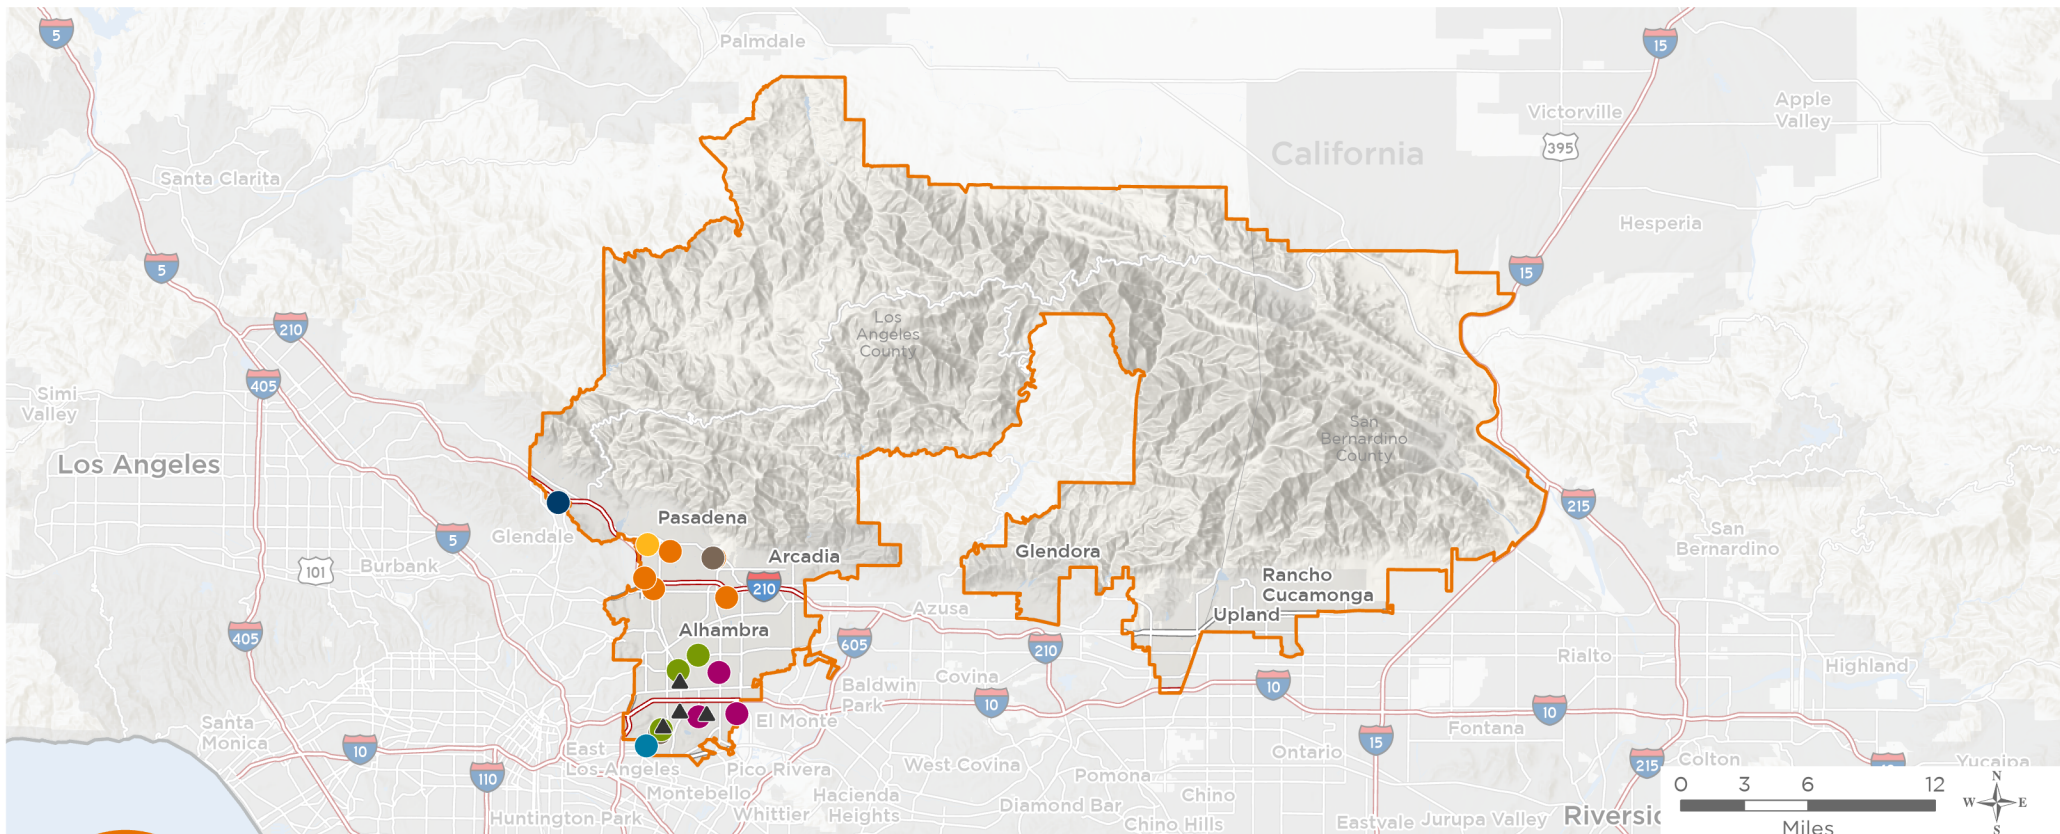 5
Palmdale
15
Victorville
Apple
Valley
395
California
Santa Clarita
Hesperia
5
15
210
Los
Angeles
County
405
Simi
Valley
San
Bernardino
County
Los Angeles
215
Pasadena
Glendale
5
San
Bernardino
Arcadia
Glendora
101
Burbank
210
Rancho
Cucamonga
Azusa
Upland
Alhambra
405
605
210
Rialto
Highland
Covina
Baldwin
Park
10
10
10
El Monte
Santa
Monica
Fontana
10
East
Los Angeles
15
Ontario
215
Colton
Yucaipa
110
Pico Rivera
West Covina
Pomona
Montebello
Hacienda
Heights
Chino
Diamond Bar
Whittier
Huntington Park
Chino Hills
Eastvale
Jurupa Valley
Riversi
0
3
6
12
Miles
N
W
E
S